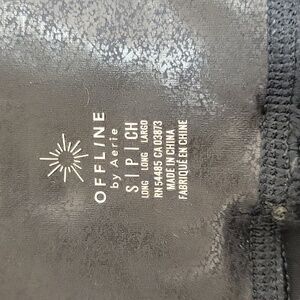 OFFLINE
by Aerie
S | P | CH
LONG | LONG | LARGO
RN 54485 CA 03873
MADE IN CHINA
FABRIQUÉ EN CHINE